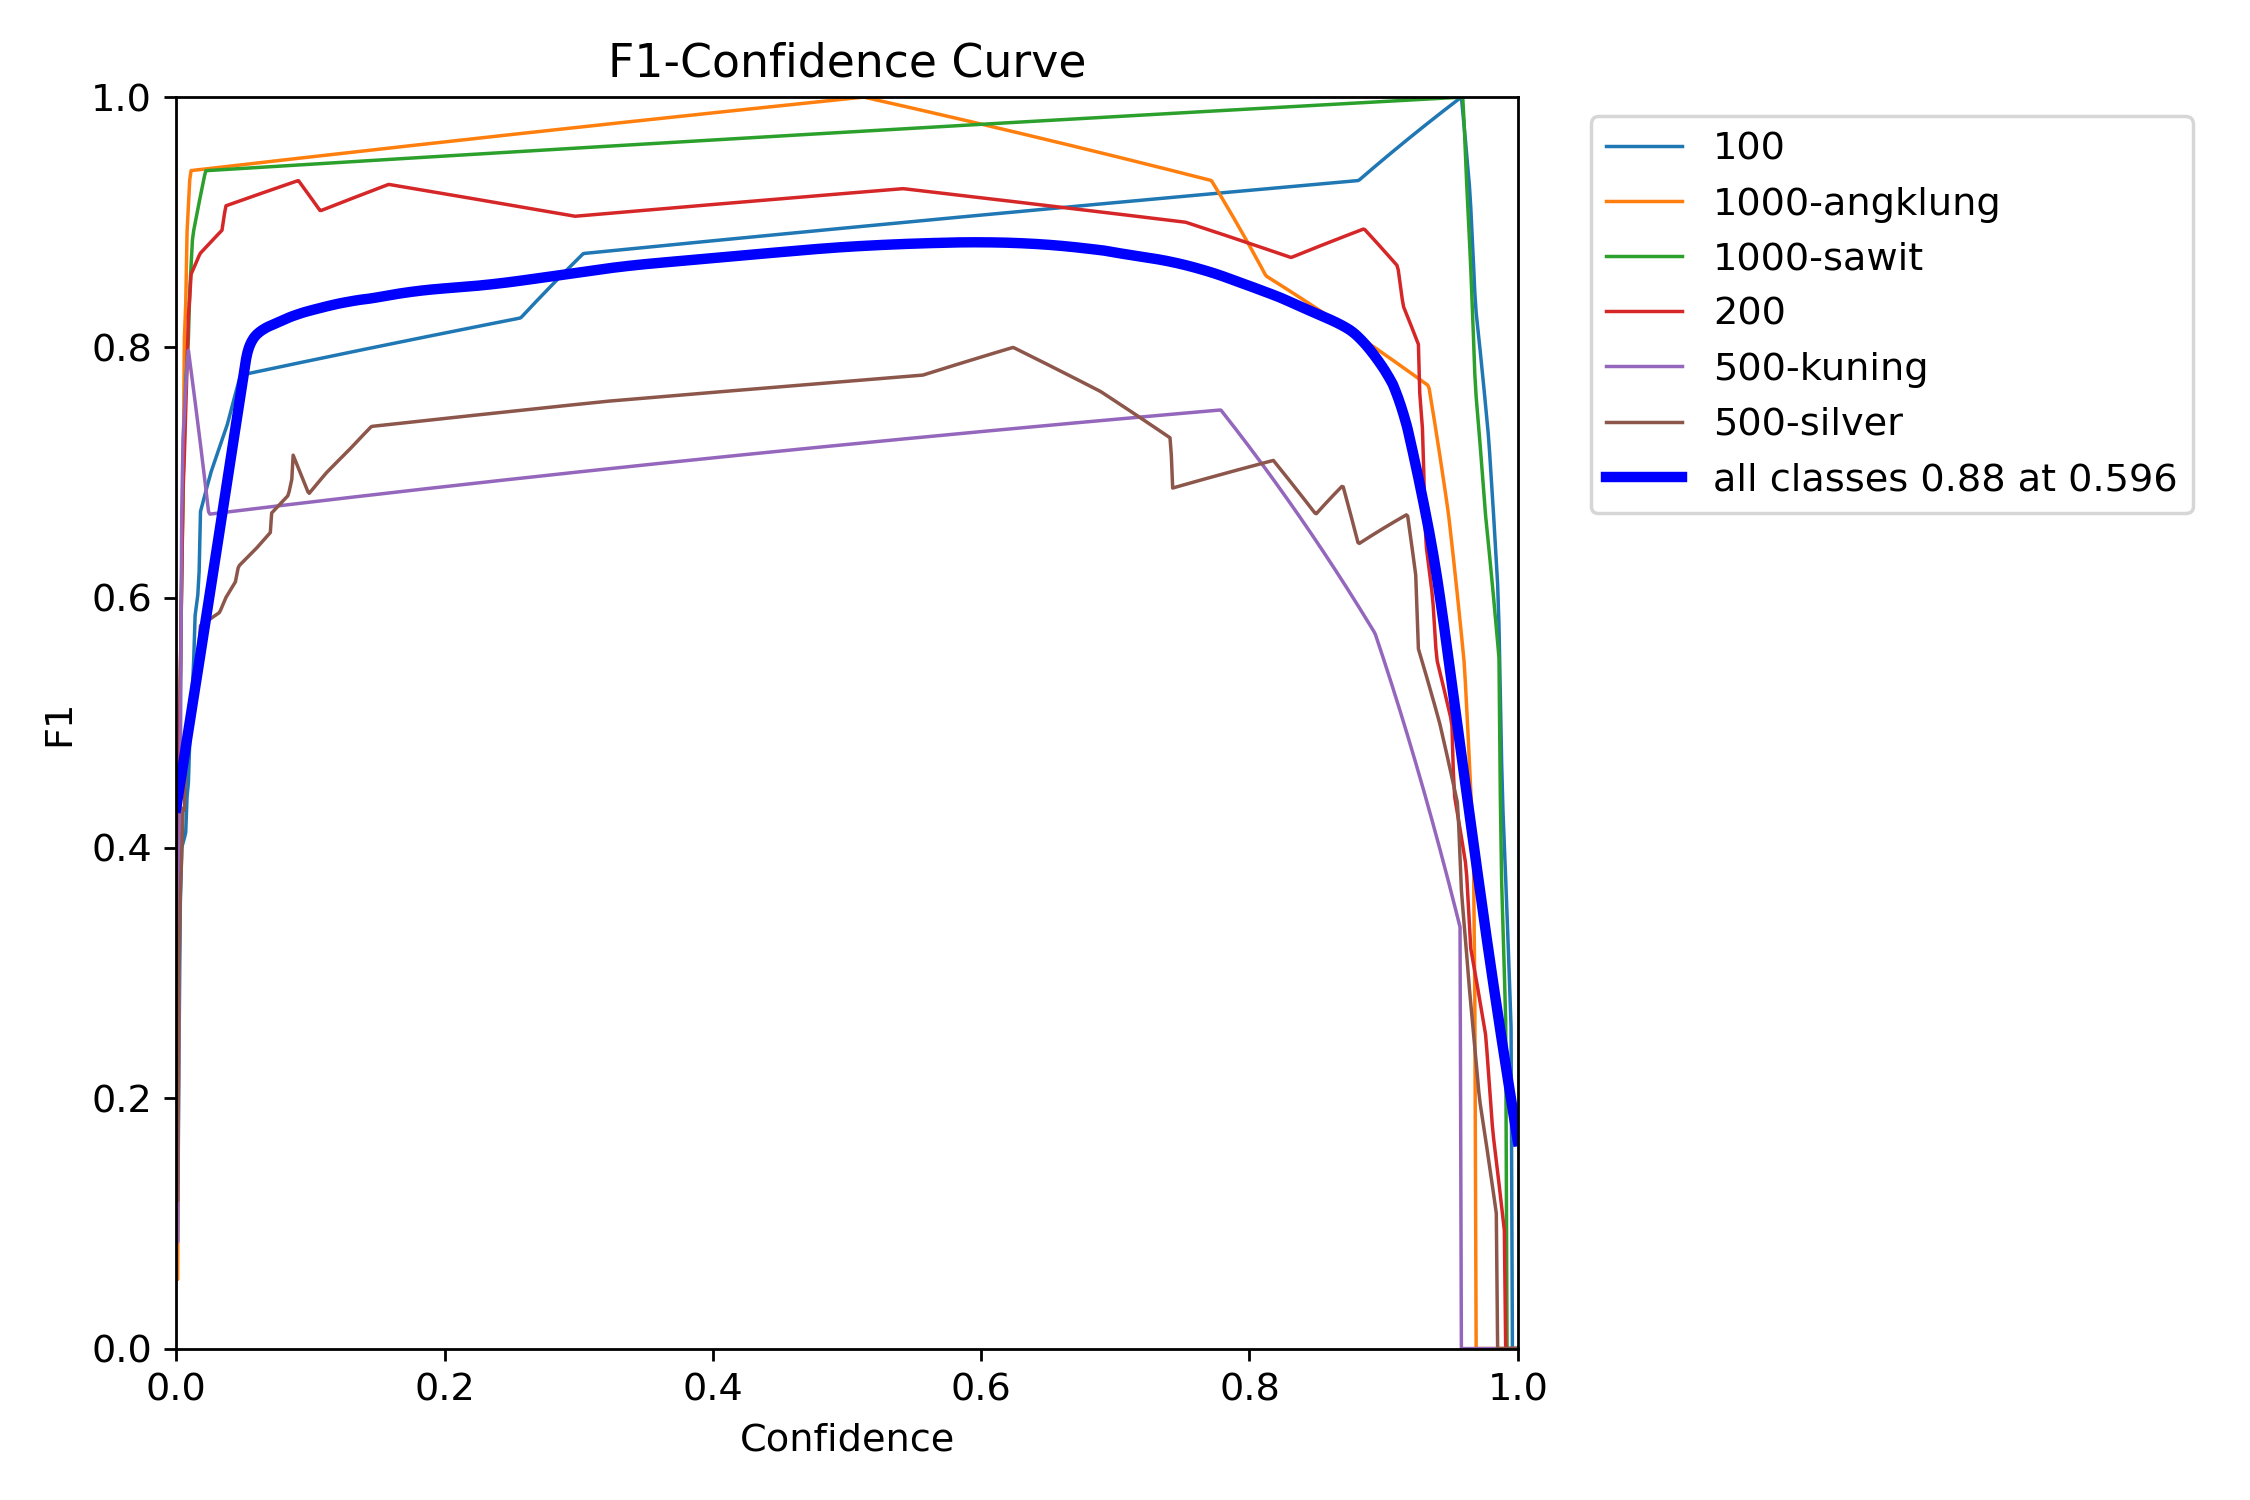 F1-Confidence Curve
1.0
0.8
0.6
0.4
0.2
0.0
F1
0.0 0.2 0.4 0.6 0.8 1.0
Confidence
100
1000-angklung
1000-sawit
200
500-kuning
500-silver
all classes 0.88 at 0.596